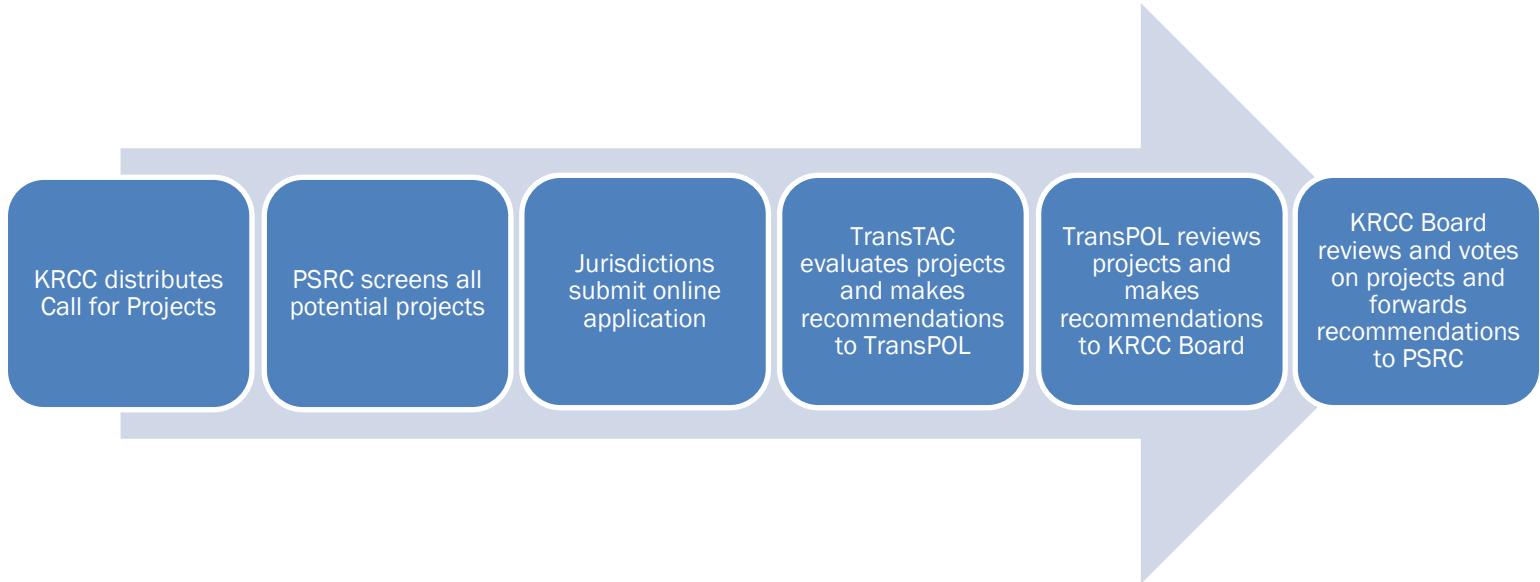 KRCC distributes
Call for Projects
PSRC screens all
potential projects
Jurisdictions
submit online
application
TransTAC
evaluates projects
and makes
recommendations
to TransPOL
TransPOL reviews
projects and
makes
recommendations
to KRCC Board
KRCC Board
reviews and votes
on projects and
forwards
recommendations
to PSRC